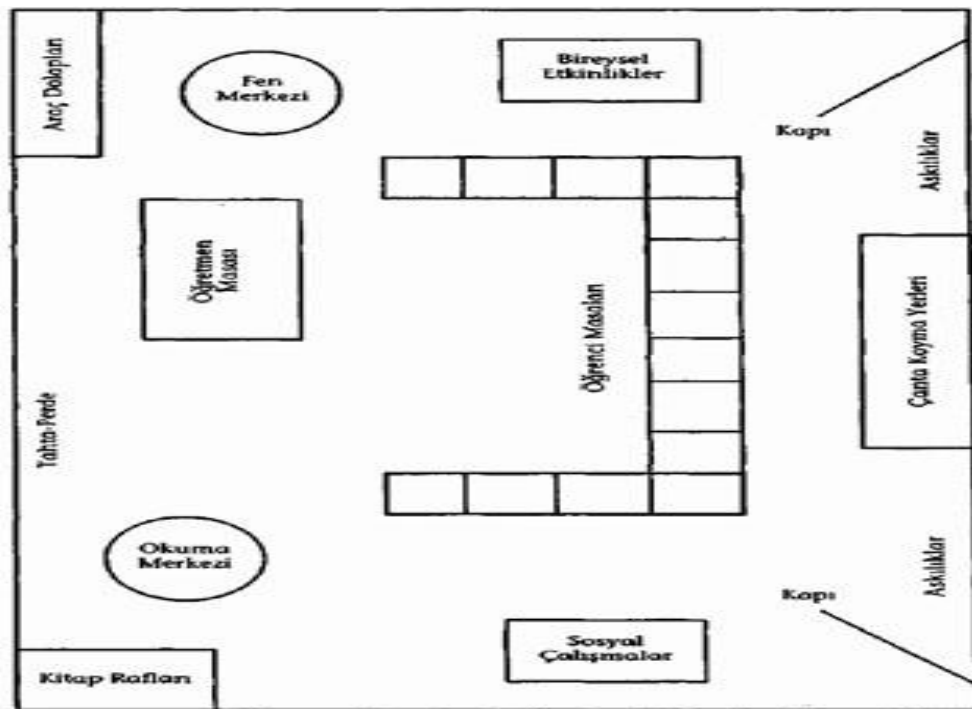 Araç Dolapları
Fen
Merkezi
Bireysel
Etkinlikler
Kapı
Askılıklar
Öğretmen
Masası
Öğrenci Masaları
Çanta Koyma Yerleri
Tahta-Perde
Okuma
Merkezi
Kapı
Askılıklar
Sosyal
Çalışmalar
Kitap Rafları